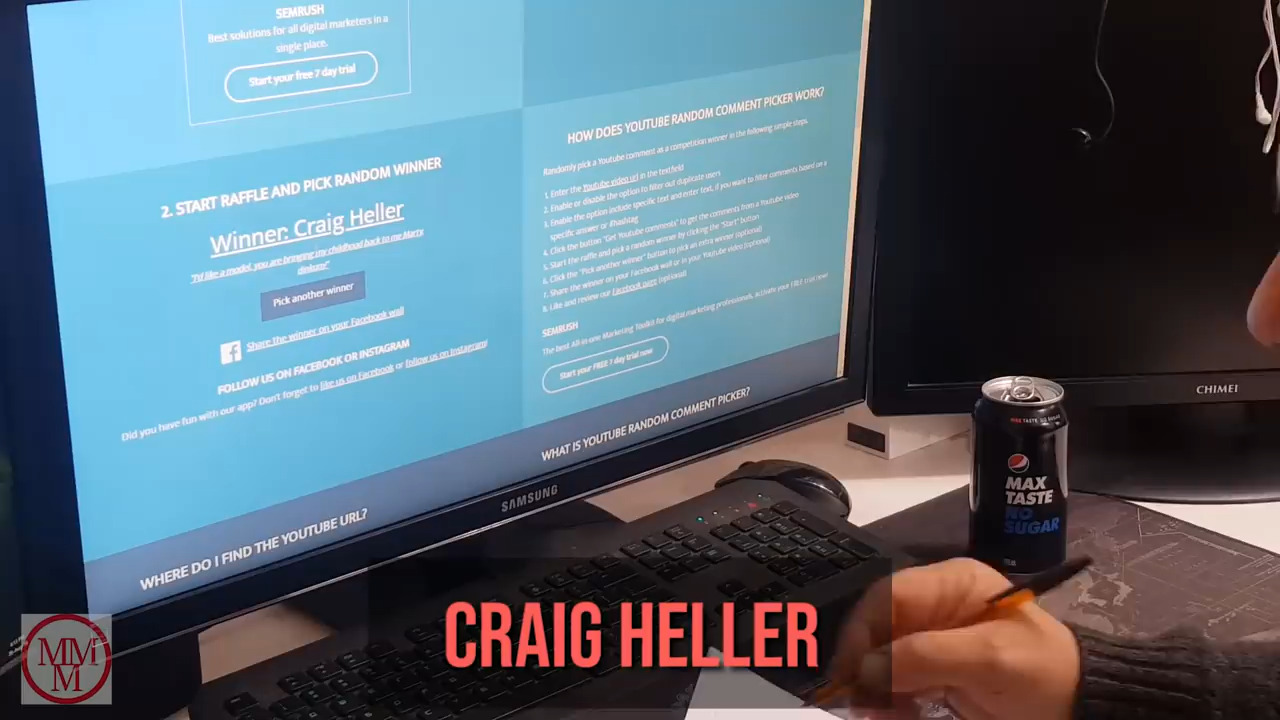 SEMRUSH
Best solutions for all digital marketers in a
single place.
Start your free 7 day trial
2. START RAFFLE AND PICK RANDOM WINNER
Winner: Craig Heller
"I'd like a model, you are bringing my childhood back to me Marty
Pick another winner
Share the winner on your Facebook wall
FOLLOW US ON FACEBOOK OR INSTAGRAM
Did you have fun with our app? Don't forget to like us on Facebook or follow us on Instagram!
HOW DOES YOUTUBE RANDOM COMMENT PICKER WORK?
Randomly pick a Youtube comment as a competition winner in the following simple steps.
1. Enter the Youtube video url in the textfield
2. Enable or disable the option to filter out duplicate users
3. Enable the option include specific text and enter text, if you want to filter comments based on a
specific answer or #hashtag
4. Click the button "Get Youtube comments" to get the comments from a Youtube video
5. Start the raffle and pick a random winner by clicking the "Start" button
6. Click the "Pick another winner" button to pick an extra winner (optional)
7. Share the winner on your Facebook wall or in your Youtube video (optional)
8. Like and review our Facebook page (optional)
SEMRUSH
The best All-in-one Marketing Toolkit for digital marketing professionals, activate your FREE trial now!
Start your FREE 7 day trial now
WHAT IS YOUTUBE RANDOM COMMENT PICKER?
WHERE DO I FIND THE YOUTUBE URL?
SAMSUNG
CHIMEI
MAX TASTE NO SUGAR
MAX
TASTE
NO
SUGAR
CRAIG HELLER
MMM
M